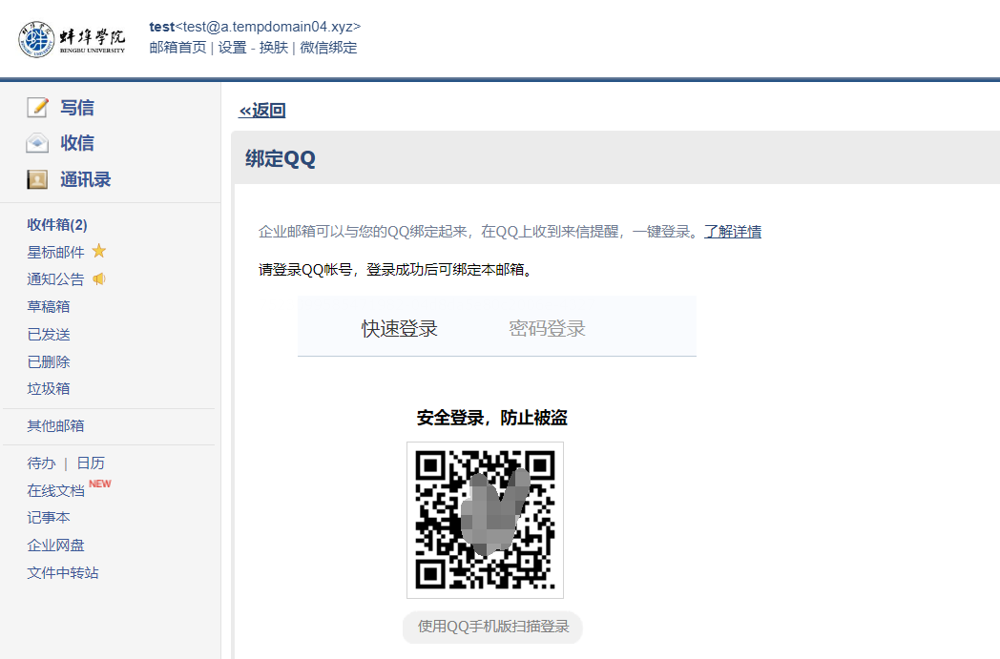 蚌埠学院
BENGBU UNIVERSITY
test<test@a.tempdomain04.xyz>
邮箱首页 | 设置 - 换肤 | 微信绑定
写信
收信
通讯录
收件箱(2)
星标邮件
通知公告
草稿箱
已发送
已删除
垃圾箱
其他邮箱
待办 | 日历
在线文档 NEW
记事本
企业网盘
文件中转站
«返回
绑定QQ
企业邮箱可以与您的QQ绑定起来，在QQ上收到来信提醒，一键登录。了解详情
请登录QQ帐号，登录成功后可绑定本邮箱。
快速登录 密码登录
安全登录，防止被盗
使用QQ手机版扫描登录